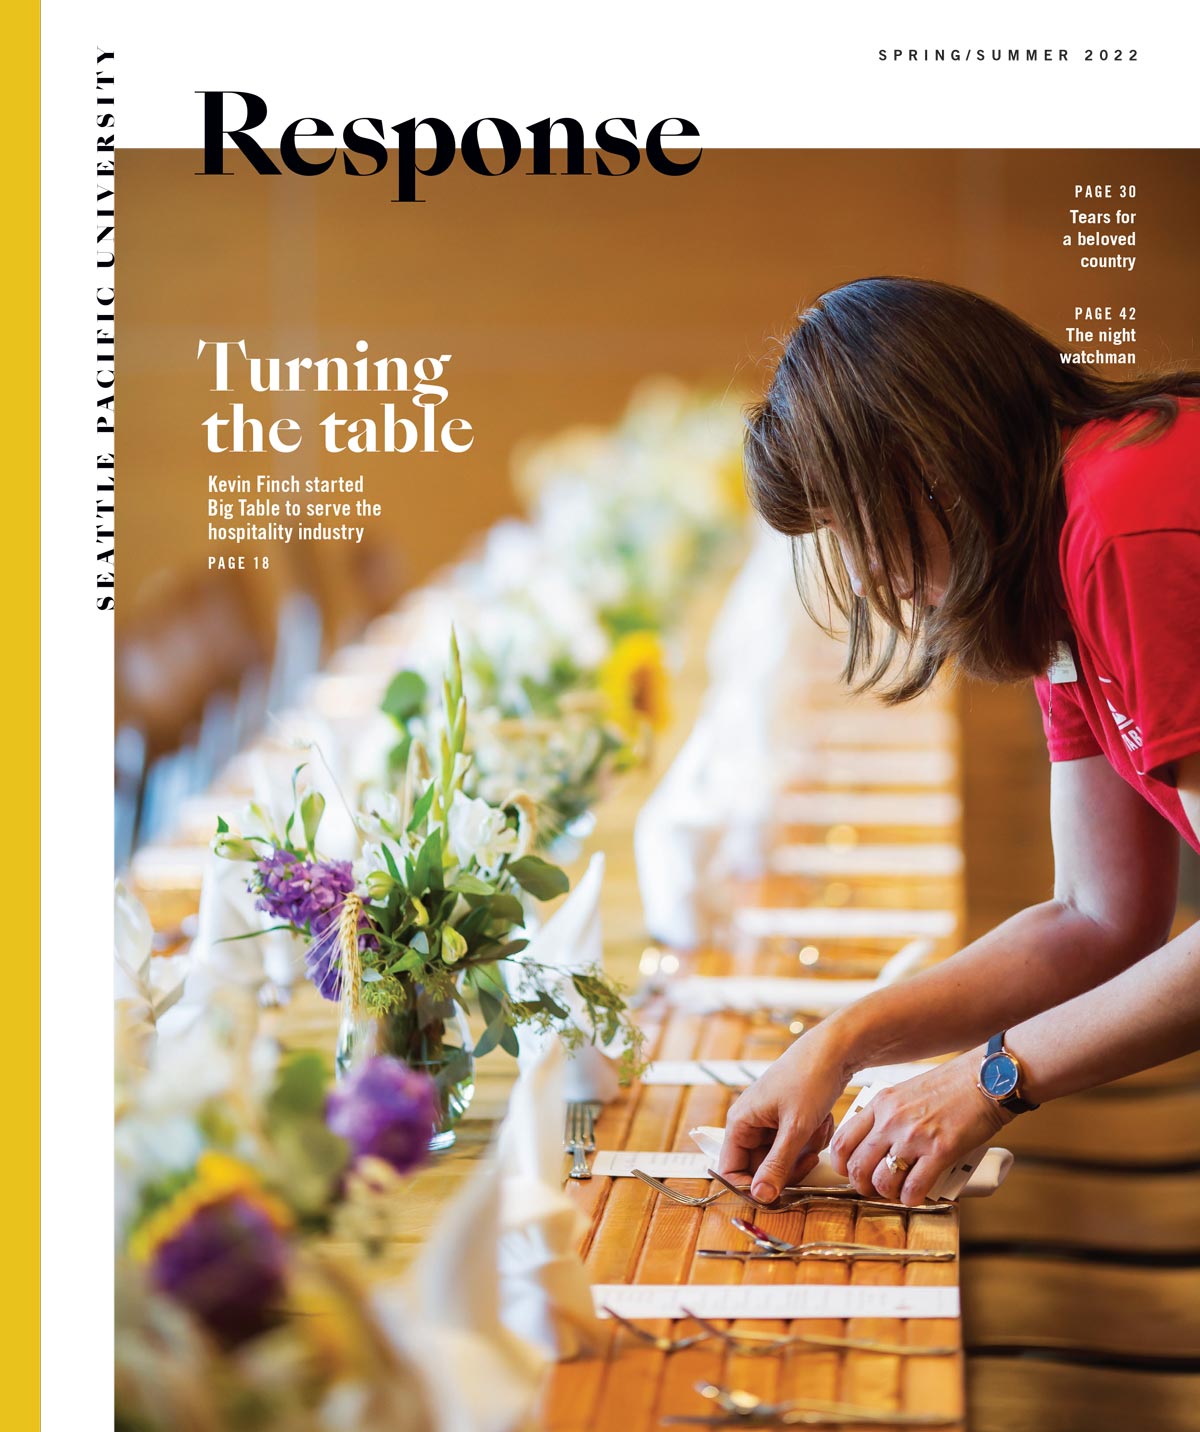 SPRING/SUMMER 2022
SEATTLE PACIFIC UNIVERSITY
Response
PAGE 30
Tears for
a beloved
country
PAGE 42
The night
watchman
Turning
the table
Kevin Finch started
Big Table to serve the
hospitality industry
PAGE 18